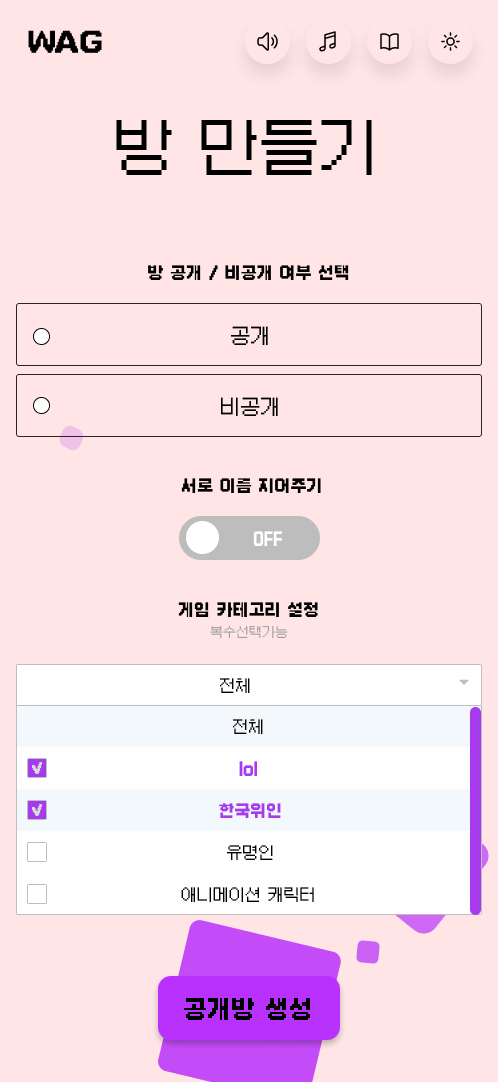 WAG
방 만들기
방 공개 / 비공개 여부 선택
공개
비공개
서로 이름 지어주기
OFF
게임 카테고리 설정
복수선택가능
전체
전체
lol
한국위인
유명인
애니메이션 캐릭터
공개방 생성